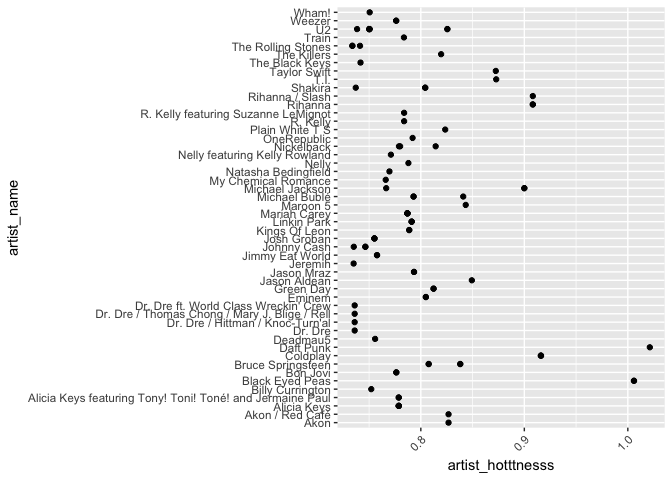 Wham!
Weezer
U2
Train
The Rolling Stones
The Killers
The Black Keys
Taylor Swift
T.I.
Shakira
Rihanna / Slash
Rihanna
R. Kelly featuring Suzanne LeMignot
R. Kelly
Plain White T'S
OneRepublic
Nickelback
Nelly featuring Kelly Rowland
Nelly
Natasha Bedingfield
My Chemical Romance
Michael Jackson
Michael Bublé
Maroon 5
Mariah Carey
Linkin Park
Kings Of Leon
Josh Groban
Johnny Cash
Jimmy Eat World
Jeremih
Jason Mraz
Jason Aldean
Green Day
Eminem
Dr. Dre ft. World Class Wreckin' Crew
Dr. Dre / Thomas Chong / Mary J. Blige / Rell
Dr. Dre / Hittman / Knoc-Turn'al
Dr. Dre
Deadmau5
Daft Punk
Coldplay
Bruce Springsteen
Bon Jovi
Black Eyed Peas
Billy Currington
Alicia Keys featuring Tony! Toni! Toné! and Jermaine Paul
Alicia Keys
Akon / Red Café
Akon
artist_name
0.8
0.9
1.0
artist_hotttnesss